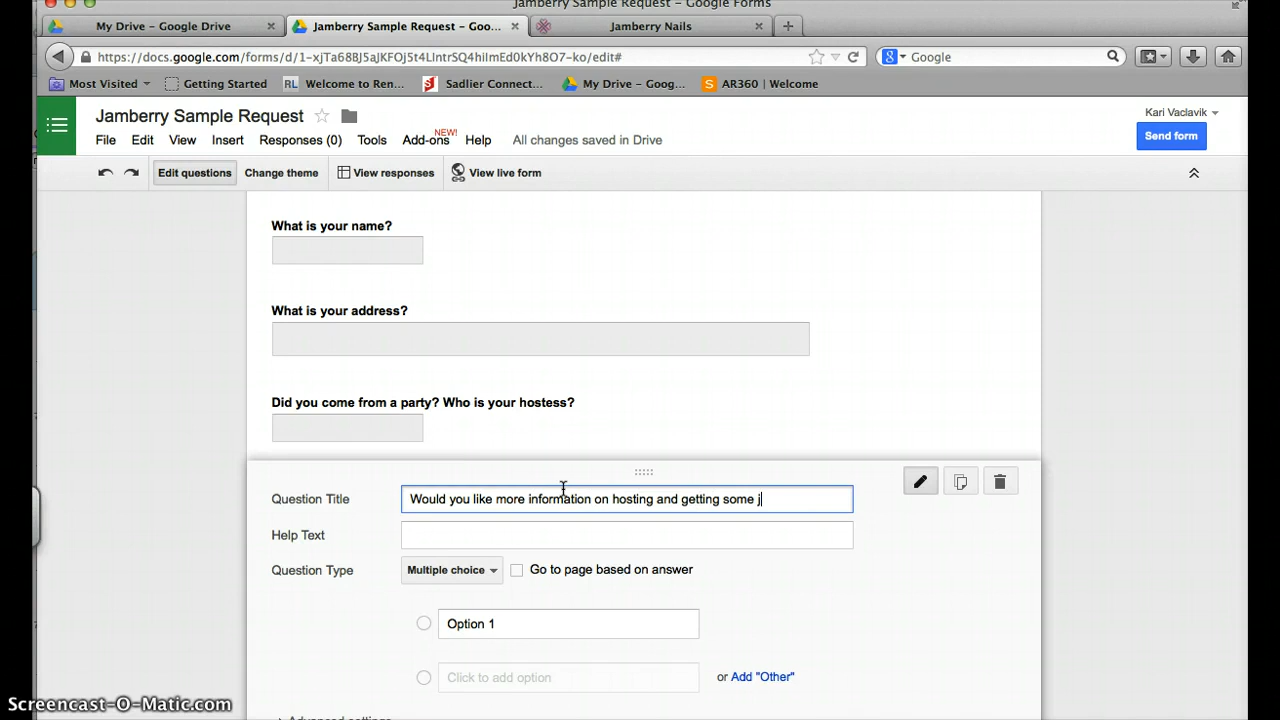 Jamberry Sample Request - Google Forms
My Drive - Google Drive
Jamberry Sample Request - Goo...
Jamberry Nails
https://docs.google.com/forms/d/1-xjTa68BJ5aJKFOj5t4LIntrSQ4hiImEd0kYh8O7-ko/edit#
Google
Most Visited
Getting Started
RL Welcome to Ren...
Sadlier Connect...
My Drive - Goog...
S AR360 | Welcome
Jamberry Sample Request
Kari Vaclavik
Send form
NEW!
File Edit View Insert Responses (0) Tools Add-ons Help All changes saved in Drive
Edit questions Change theme View responses View live form
What is your name?
What is your address?
Did you come from a party? Who is your hostess?
Question Title Would you like more information on hosting and getting some j
Help Text
Question Type Multiple choice Go to page based on answer
Option 1
Click to add option or Add "Other"
Advanced settings
Screencast-O-Matic.com